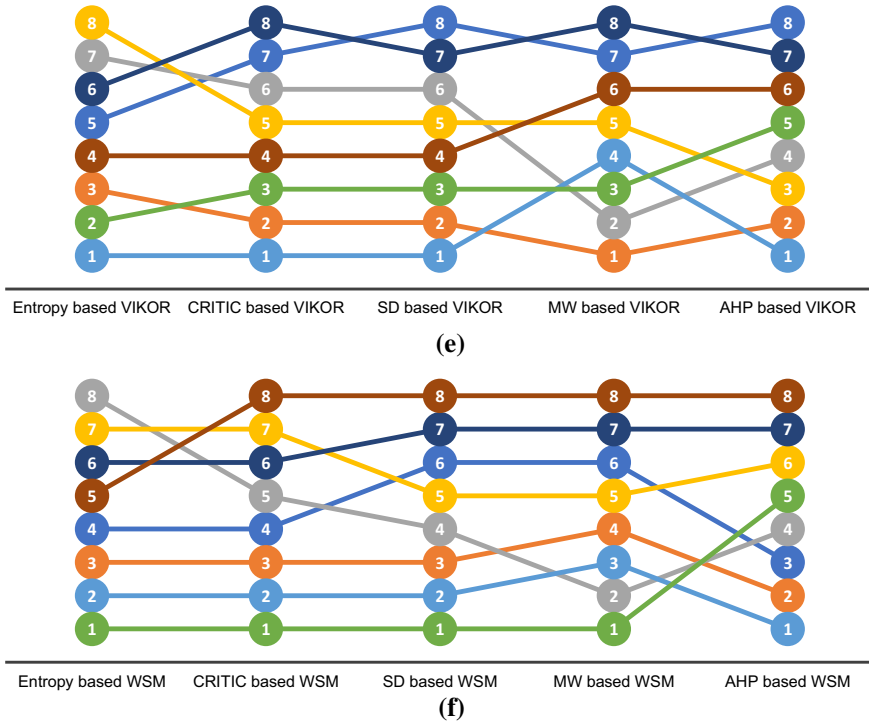 8 8 8 8 8
7 7 7 7 7
6 6 6 6 6
5 5 5 5 5
4 4 4 4 4
3 3 3 3 3
2 2 2 2 2
1 1 1 1 1
Entropy based VIKOR CRITIC based VIKOR SD based VIKOR MW based VIKOR AHP based VIKOR
(e)
8 8 8 8 8
7 7 7 7 7
6 6 6 6 6
5 5 5 5 5
4 4 4 4 4
3 3 3 3 3
2 2 2 2 2
1 1 1 1 1
Entropy based WSM CRITIC based WSM SD based WSM MW based WSM AHP based WSM
(f)